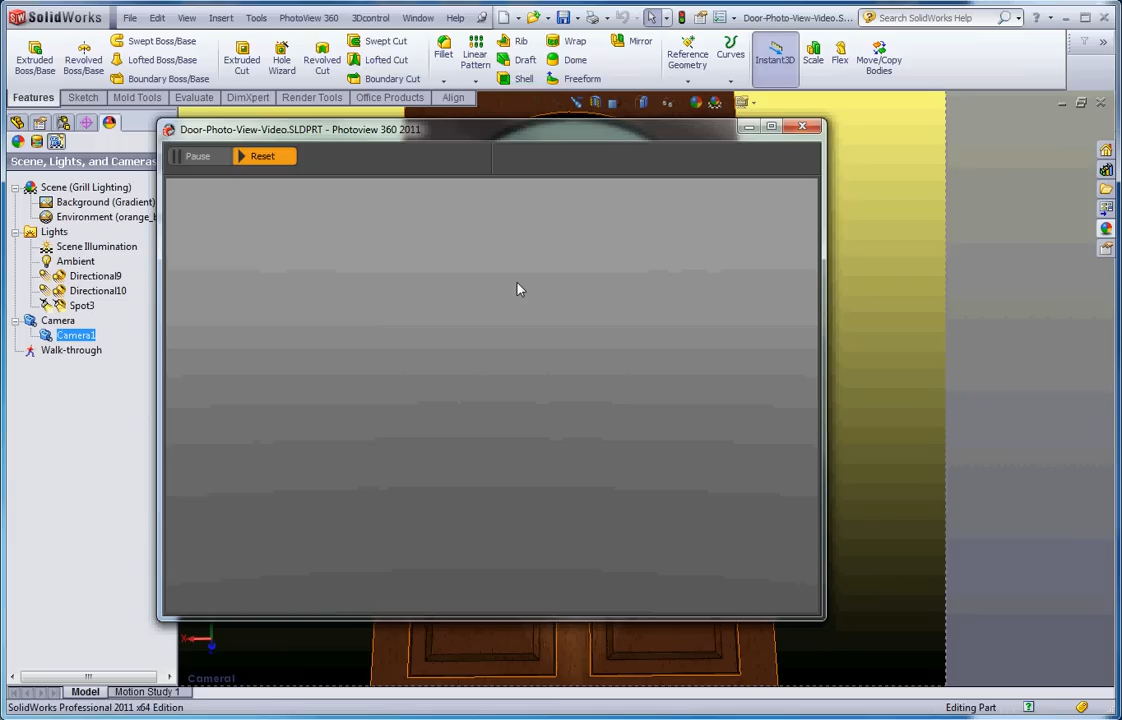 SolidWorks File Edit View Insert Tools PhotoView 360 3Dcontrol Window Help Door-Photo-View-Video.S... Search SolidWorks Help
Extruded Boss/Base
Revolved Boss/Base
Swept Boss/Base
Lofted Boss/Base
Boundary Boss/Base
Extruded Cut
Hole Wizard
Revolved Cut
Swept Cut
Lofted Cut
Boundary Cut
Fillet
Linear Pattern
Rib
Draft
Shell
Wrap
Dome
Freeform
Mirror
Reference Geometry
Curves
Instant3D
Scale
Flex
Move/Copy Bodies
Features Sketch Mold Tools Evaluate DimXpert Render Tools Office Products Align
Door-Photo-View-Video.SLDPRT - Photoview 360 2011
Pause Reset
Scene, Lights, and Cameras
Scene (Grill Lighting)
Background (Gradient)
Environment (orange_b
Lights
Scene Illumination
Ambient
Directional9
Directional10
Spot3
Camera
Camera1
Walk-through
X
Camera1
Model Motion Study 1
SolidWorks Professional 2011 x64 Edition Editing Part